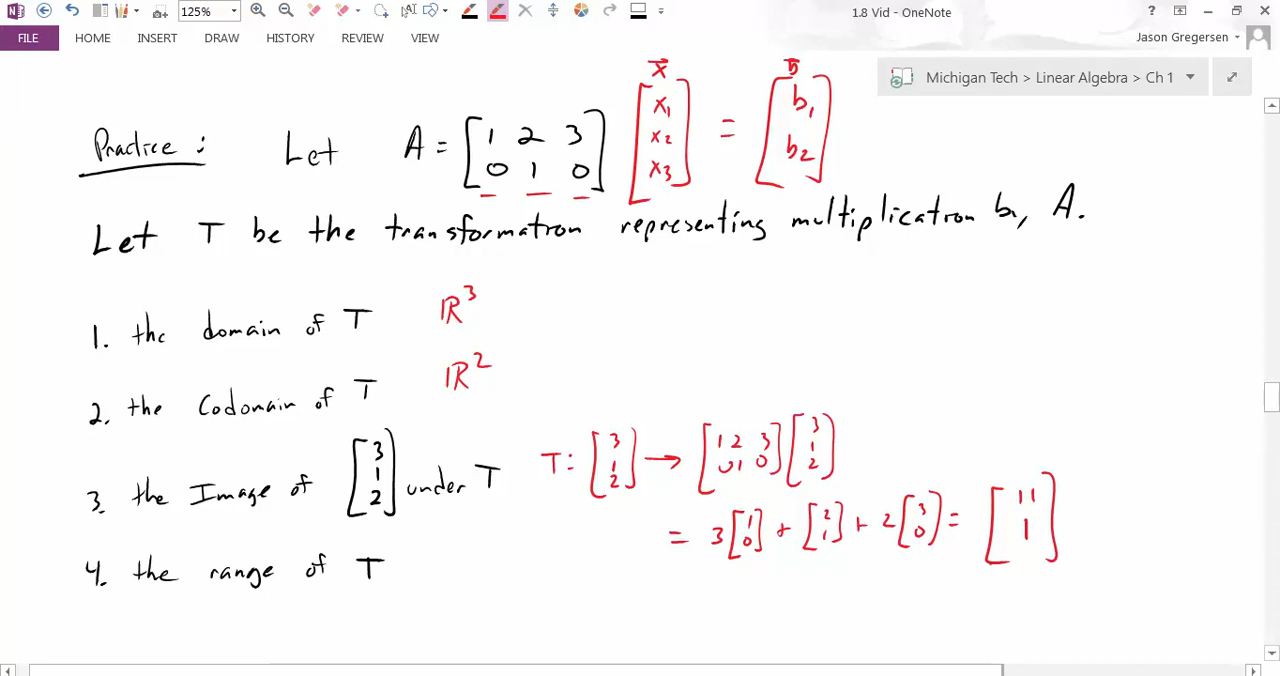 125%
1.8 Vid - OneNote
FILE HOME INSERT DRAW HISTORY REVIEW VIEW
Jason Gregersen
Michigan Tech > Linear Algebra > Ch 1
Practice: Let A = [1 2 3; 0 1 0] x⃗ [x₁; x₂; x₃] = b⃗ [b₁; b₂]
Let T be the transformation representing multiplication by A.
1. the domain of T ℝ³
2. the Codomain of T ℝ²
3. the Image of [3; 1; 2] under T T: [3; 1; 2] → [1 2 3; 0 1 0] [3; 1; 2]
= 3 [1; 0] + [2; 1] + 2 [3; 0] = [11; 1]
4. the range of T